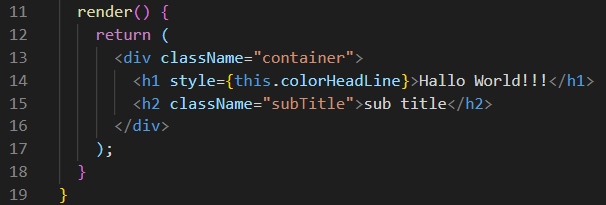 11 render() {
12 return (
13 <div className="container">
14 <h1 style={this.colorHeadLine}>Hallo World!!!</h1>
15 <h2 className="subTitle">sub title</h2>
16 </div>
17 );
18 }
19 }